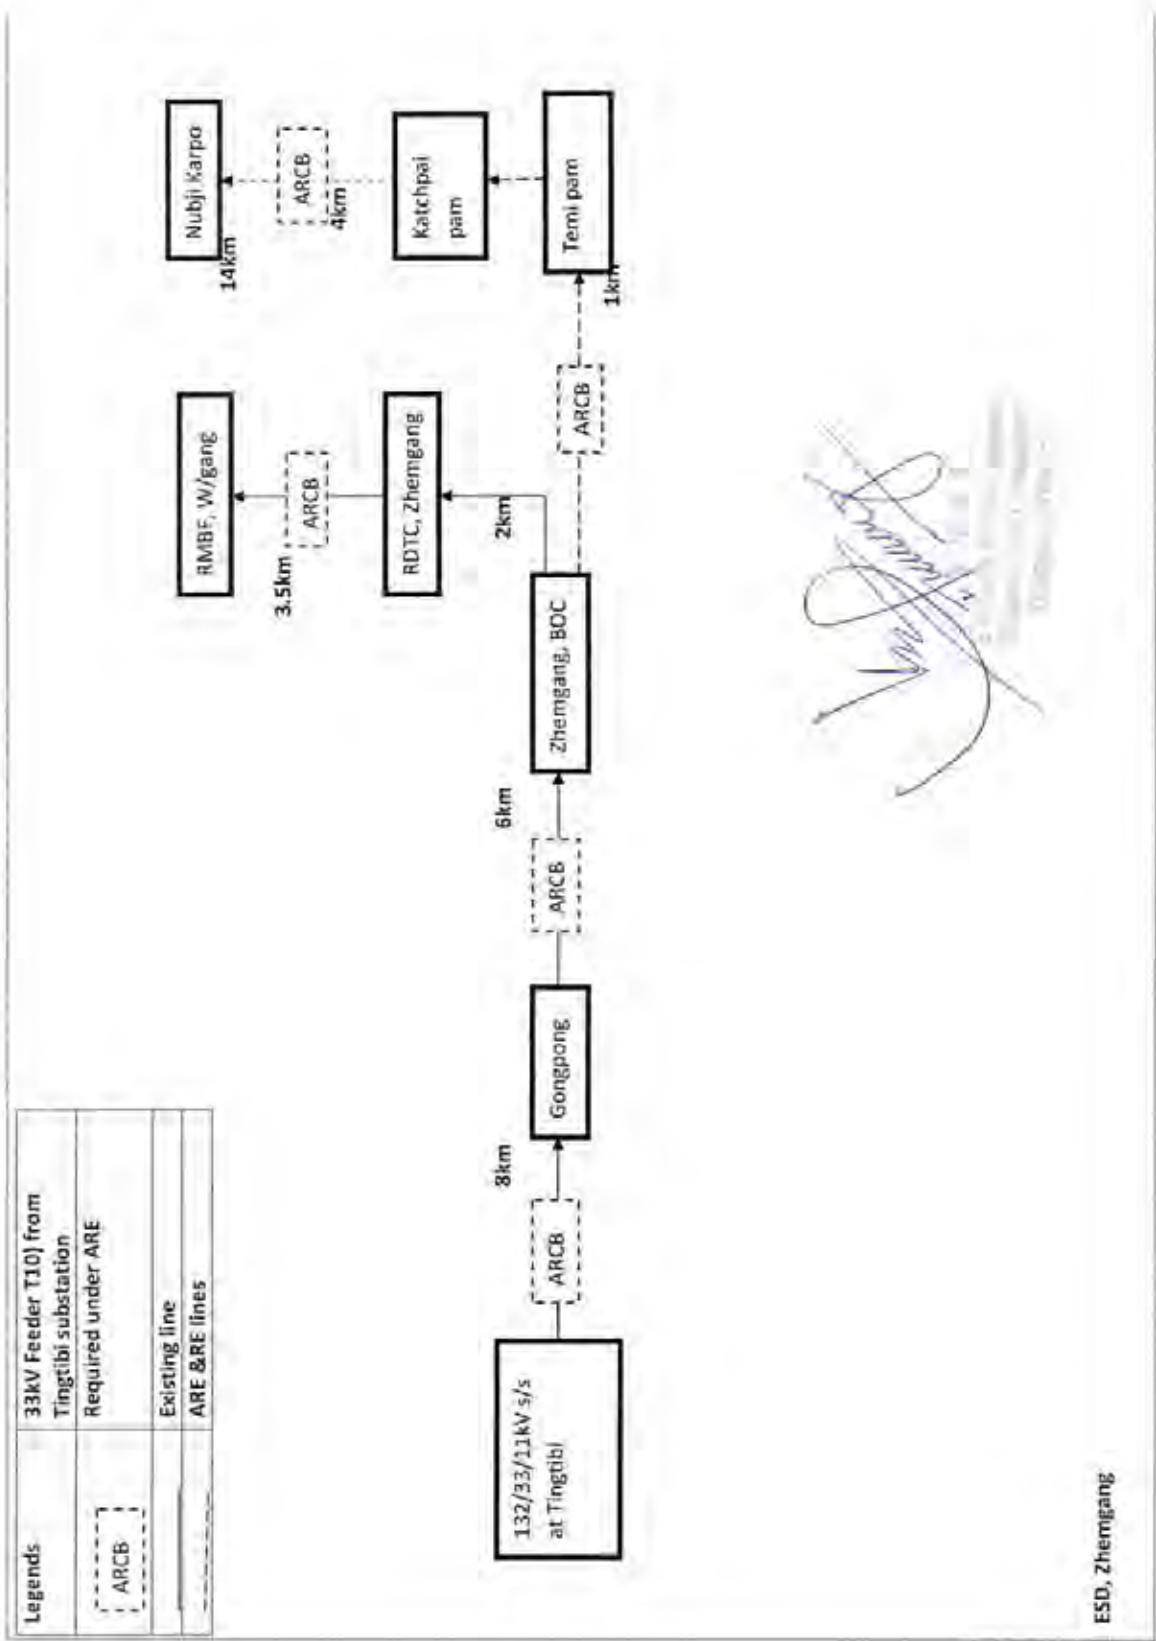 Legends
33kV Feeder T10) from
Tingtibi substation
ARCB
Required under ARE
Existing line
ARE &RE lines
132/33/11kV s/s
at Tingtibi
ARCB
8km
Gongpong
ARCB
6km
Zhemgang, BOC
2km
RDTC, Zhemgang
3.5km
ARCB
RMBF, W/gang
ARCB
1km
Temi pam
Katchpai
pam
4km
ARCB
14km
Nubji Karpo
ESD, Zhemgang